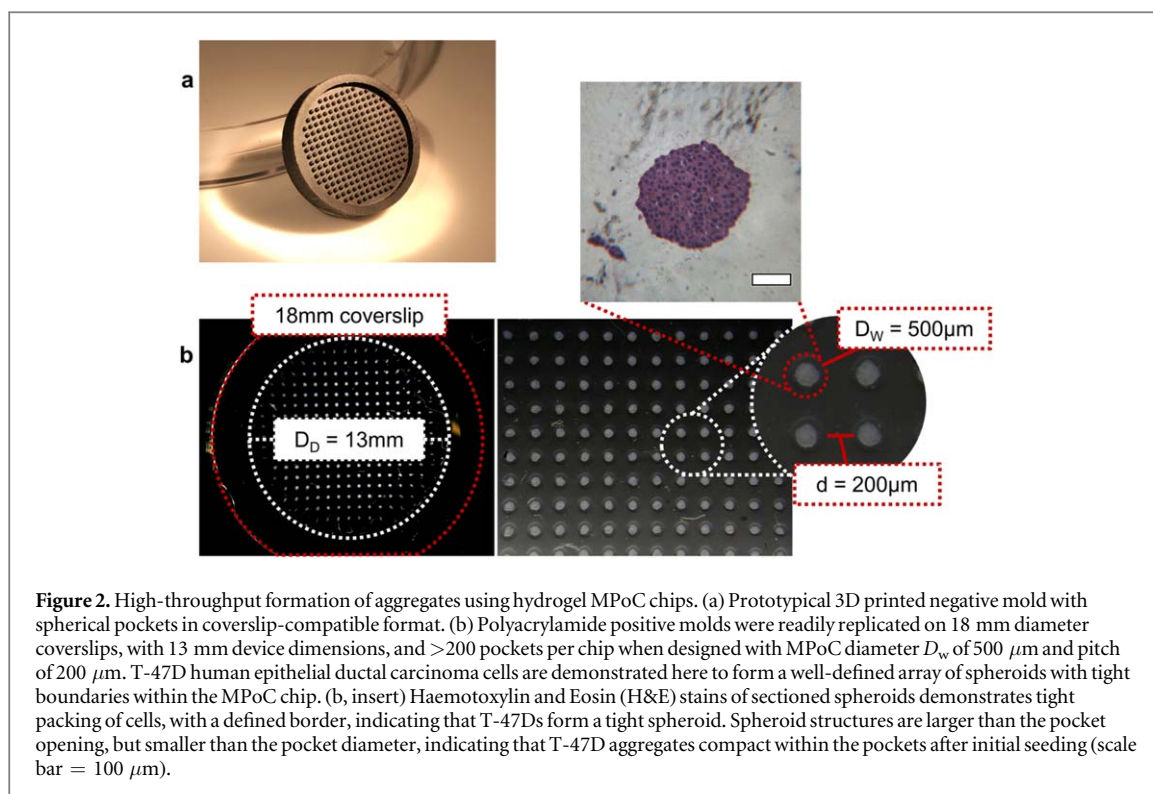 a
18mm coverslip
b
D_D = 13mm
D_W = 500µm
d = 200µm
Figure 2. High-throughput formation of aggregates using hydrogel MPoC chips. (a) Prototypical 3D printed negative mold with
spherical pockets in coverslip-compatible format. (b) Polyacrylamide positive molds were readily replicated on 18 mm diameter
coverslips, with 13 mm device dimensions, and >200 pockets per chip when designed with MPoC diameter D_w of 500 µm and pitch
of 200 µm. T-47D human epithelial ductal carcinoma cells are demonstrated here to form a well-defined array of spheroids with tight
boundaries within the MPoC chip. (b, insert) Haemotoxylin and Eosin (H&E) stains of sectioned spheroids demonstrates tight
packing of cells, with a defined border, indicating that T-47Ds form a tight spheroid. Spheroid structures are larger than the pocket
opening, but smaller than the pocket diameter, indicating that T-47D aggregates compact within the pockets after initial seeding (scale
bar = 100 µm).